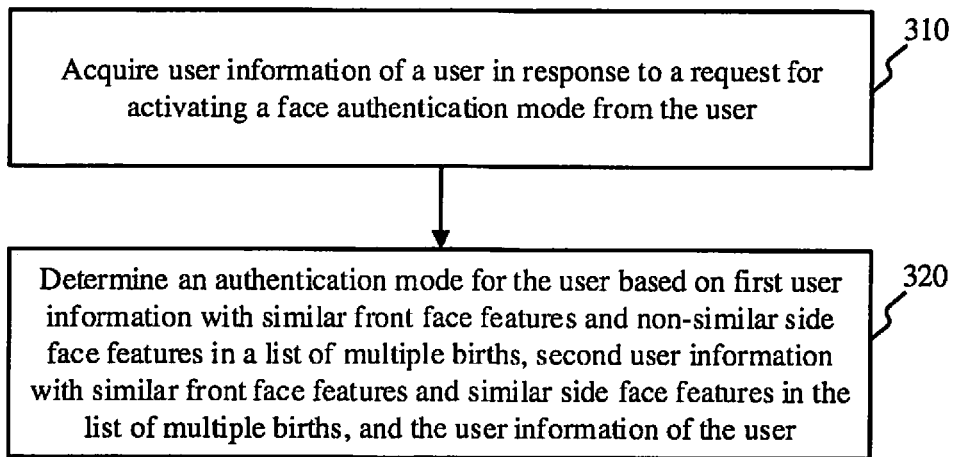 310
Acquire user information of a user in response to a request for
activating a face authentication mode from the user
320
Determine an authentication mode for the user based on first user
information with similar front face features and non-similar side
face features in a list of multiple births, second user information
with similar front face features and similar side face features in the
list of multiple births, and the user information of the user